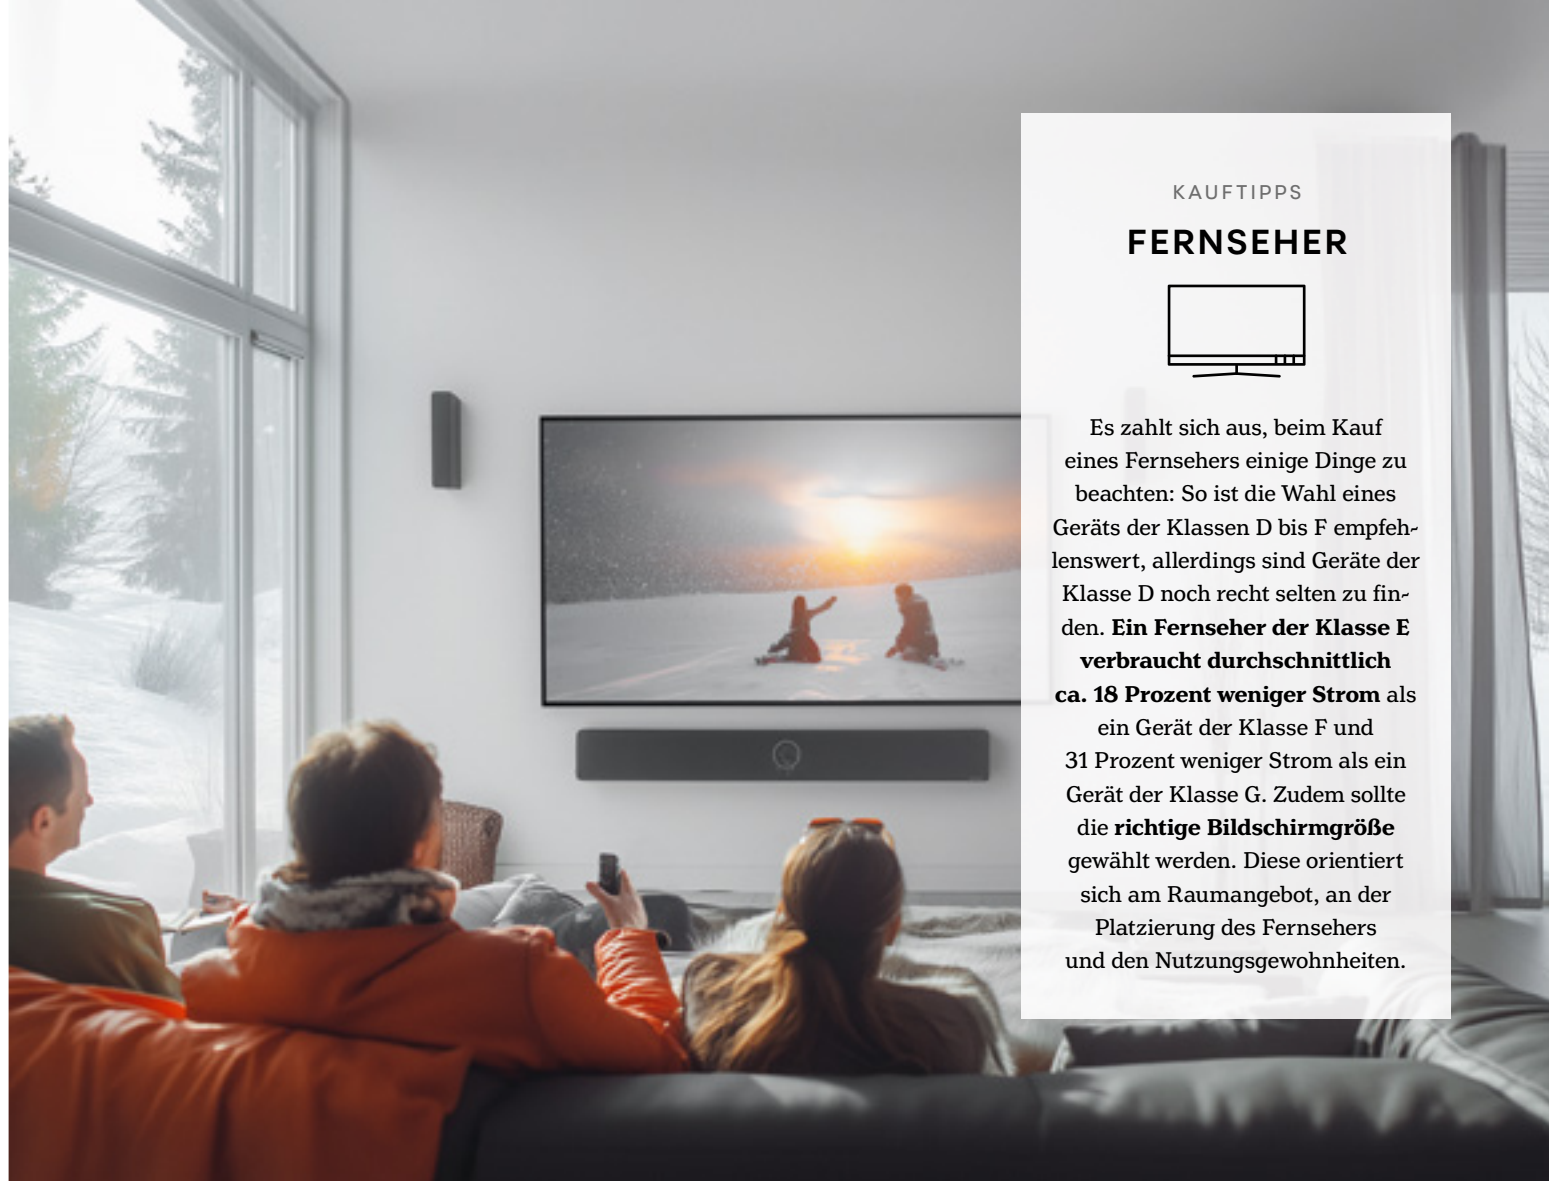 KAUFTIPPS
FERNSEHER
Es zahlt sich aus, beim Kauf
eines Fernsehers einige Dinge zu
beachten: So ist die Wahl eines
Geräts der Klassen D bis F empfeh-
lenswert, allerdings sind Geräte der
Klasse D noch recht selten zu fin-
den. Ein Fernseher der Klasse E
verbraucht durchschnittlich
ca. 18 Prozent weniger Strom als
ein Gerät der Klasse F und
31 Prozent weniger Strom als ein
Gerät der Klasse G. Zudem sollte
die richtige Bildschirmgröße
gewählt werden. Diese orientiert
sich am Raumangebot, an der
Platzierung des Fernsehers
und den Nutzungsgewohnheiten.